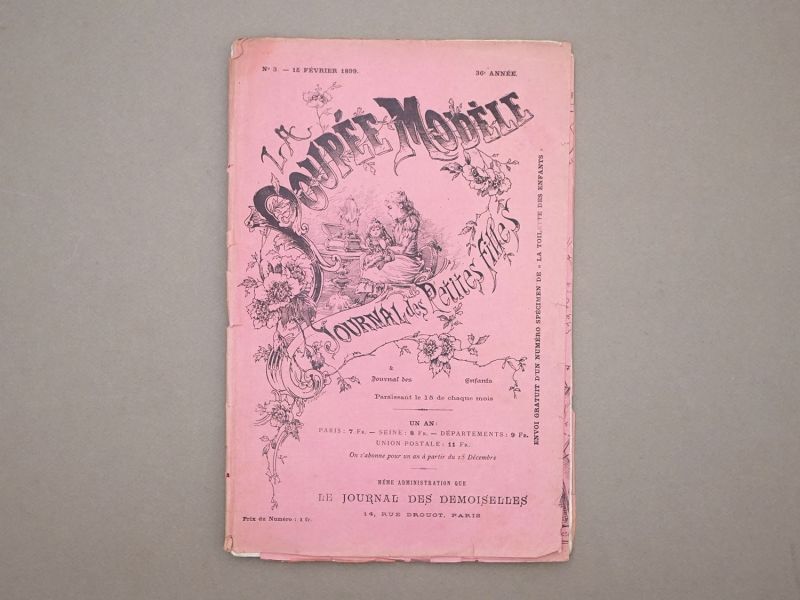 Nº 3. — 15 FÉVRIER 1899.
36e ANNÉE.
LA
POUPÉE MODÈLE
JOURNAL des Petites Filles
&
Journal des Enfants
Paraissant le 15 de chaque mois
UN AN:
PARIS : 7 Fr. — SEINE : 8 Fr. — DÉPARTEMENTS : 9 Fr.
UNION POSTALE : 11 Fr.
On s'abonne pour un an à partir du 15 Décembre
MÊME ADMINISTRATION QUE
LE JOURNAL DES DEMOISELLES
14, RUE DROUOT, PARIS
Prix du Numéro : 1 fr.
ENVOI GRATUIT D'UN NUMÉRO SPÉCIMEN DE « LA TOILETTE DES ENFANTS »